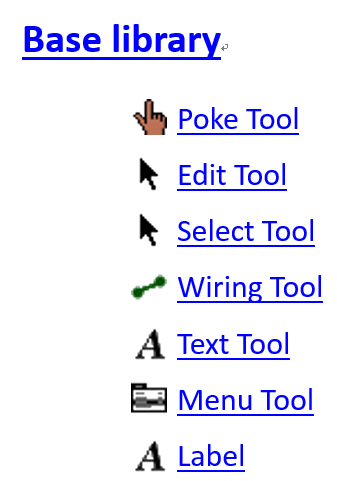 Base library
Poke Tool
Edit Tool
Select Tool
Wiring Tool
Text Tool
Menu Tool
Label